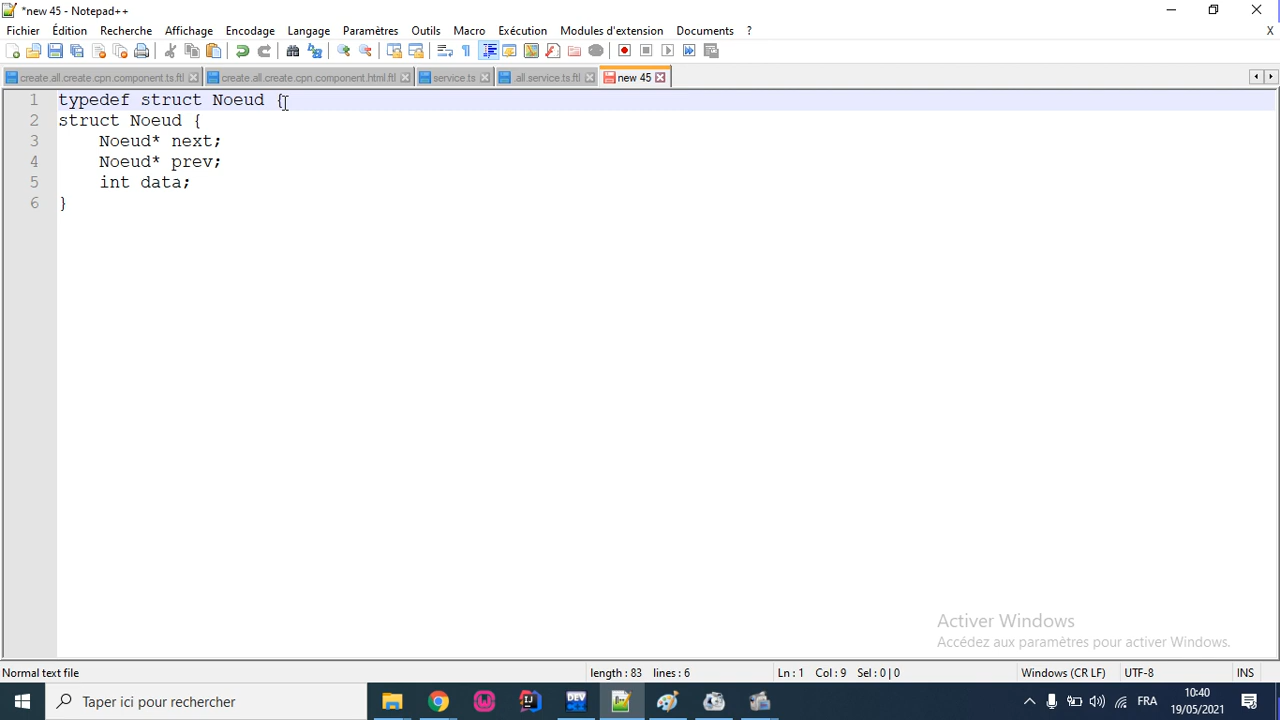 *new 45 - Notepad++
Fichier Édition Recherche Affichage Encodage Langage Paramètres Outils Macro Exécution Modules d'extension Documents ? X
create.all.create.cpn.component.ts.ftl create.all.create.cpn.component.html.ftl service.ts all.service.ts.ftl new 45
1 typedef struct Noeud {
2 struct Noeud {
3 Noeud* next;
4 Noeud* prev;
5 int data;
6 }
Activer Windows
Accédez aux paramètres pour activer Windows.
Normal text file length : 83 lines : 6 Ln : 1 Col : 9 Sel : 0 | 0 Windows (CR LF) UTF-8 INS
Taper ici pour rechercher
DEV
FRA
10:40
19/05/2021